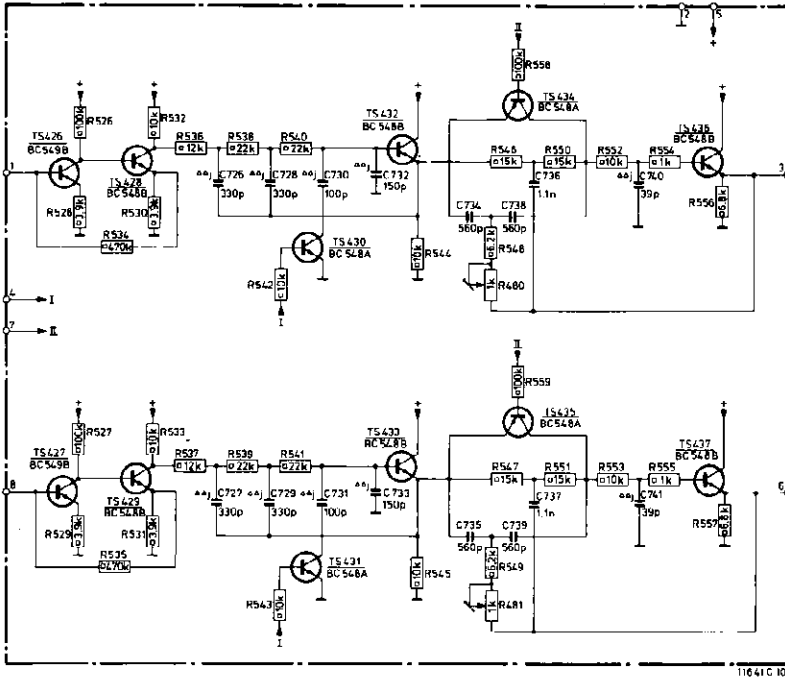 2 5
+
II
100k R558
TS434
BC548A
+ + + +
100k R526
10k R532
TS426
BC549B
R536 R538 R540
12k 22k 22k
TS432
BC548B
R546 R550 R552 R554
15k 15k 10k 1k
TS436
BC548B
1
TS428
BC548B
R528 3,9k
R530 3,9k
R534
470k
C726
330p
C728
330p
C730
100p
C732
150p
C736
1.1n
C740
39p
3
R556 6,8k
C734
560p
C738
560p
6,2k R548
TS430
BC548A
10k R544
R542 10k
1k R480
I
4 I
7 II
II
100k R559
TS435
BC548A
+ + + +
100k R527
10k R533
TS427
BC549B
R537 R539 R541
12k 22k 22k
TS433
BC548B
R547 R551 R553 R555
15k 15k 10k 1k
TS437
BC548B
8
TS429
BC548B
R529 3,9k
R531 3,9k
R535
470k
C727
330p
C729
330p
C731
100p
C733
150p
C737
1.1n
C741
39p
6
R557 6,8k
C735
560p
C739
560p
6,2k R549
TS431
BC548A
10k R545
R543 10k
1k R481
I
11641 C 10